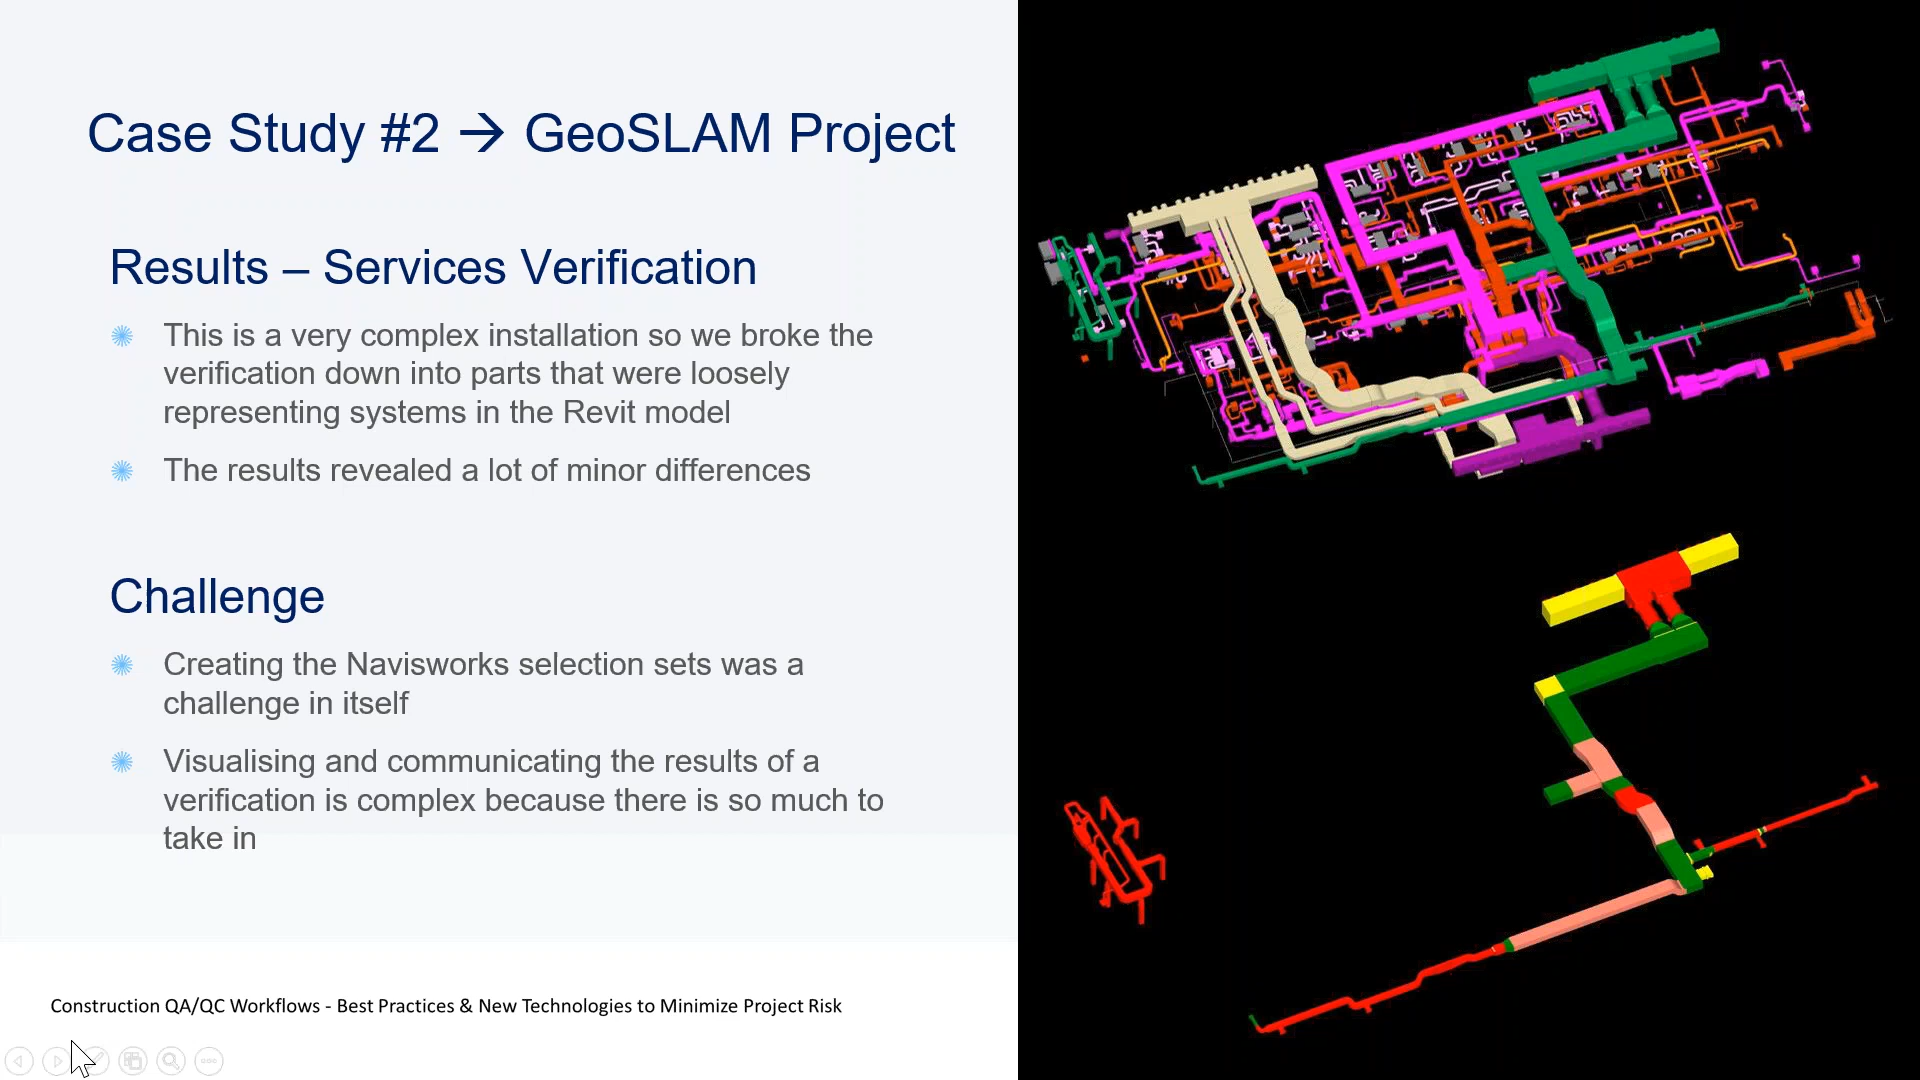 Case Study #2 → GeoSLAM Project
Results – Services Verification
This is a very complex installation so we broke the
verification down into parts that were loosely
representing systems in the Revit model
The results revealed a lot of minor differences
Challenge
Creating the Navisworks selection sets was a
challenge in itself
Visualising and communicating the results of a
verification is complex because there is so much to
take in
Construction QA/QC Workflows - Best Practices & New Technologies to Minimize Project Risk